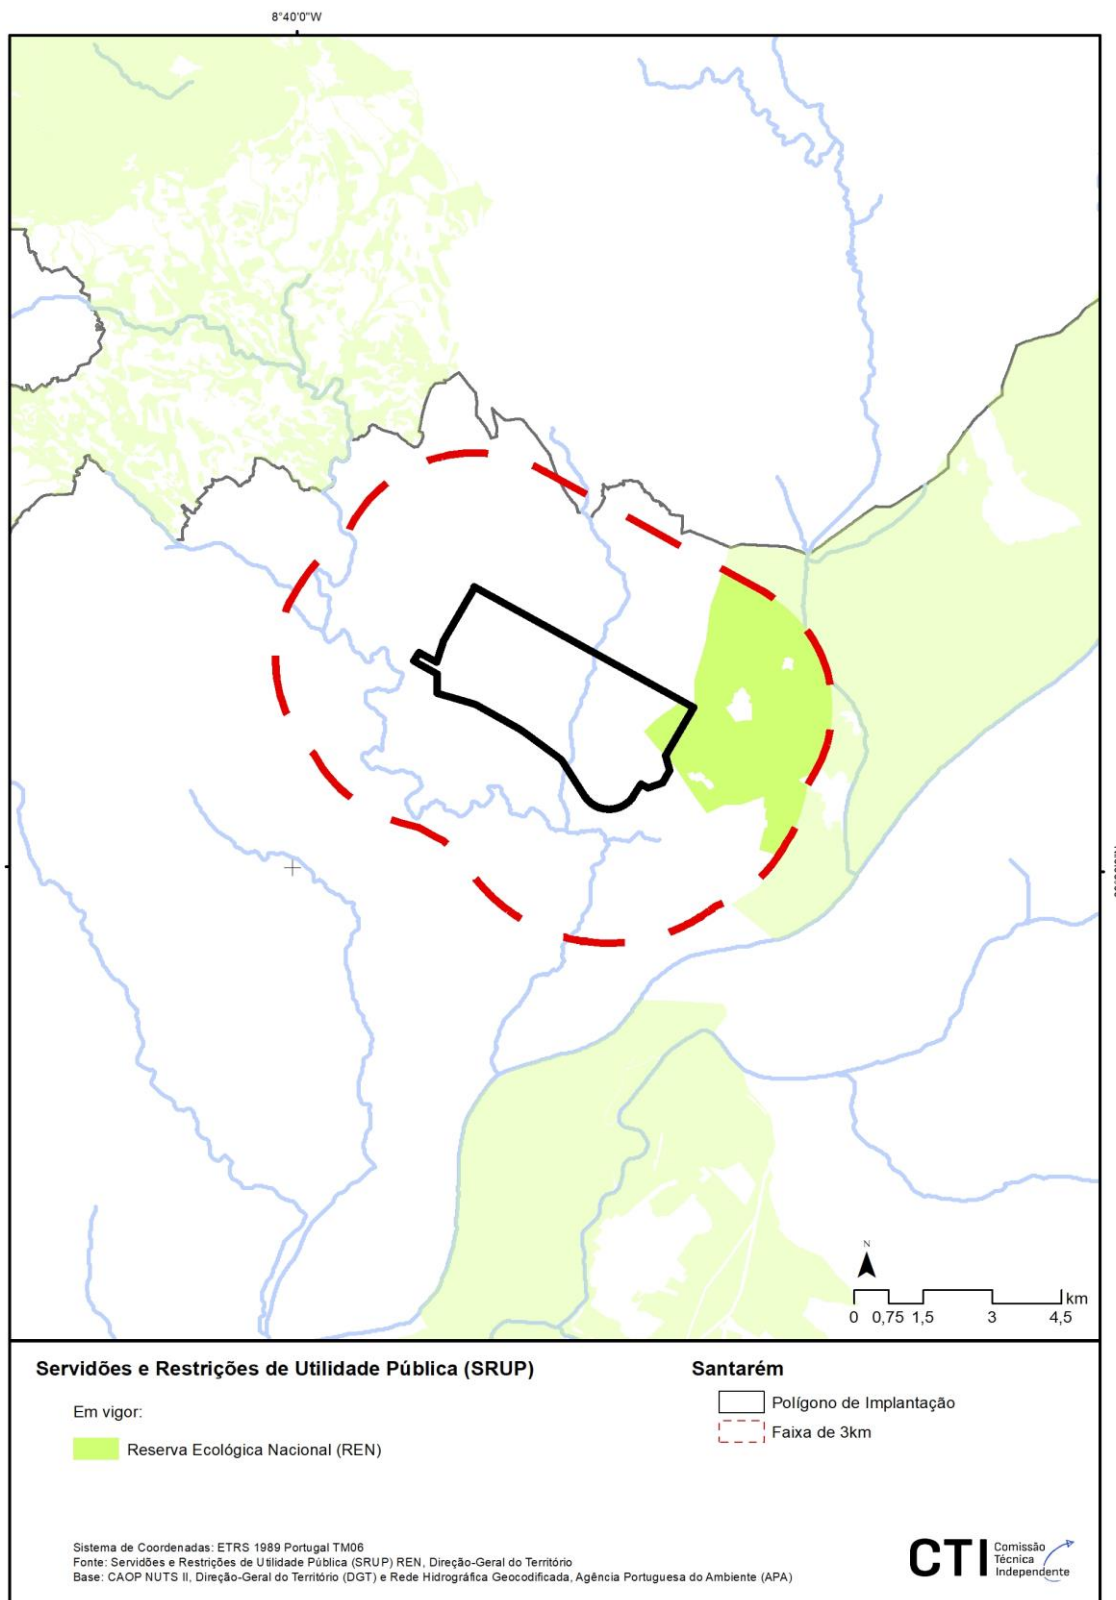 8°40'0"W
N
km
0 0,75 1,5 3 4,5
Servidões e Restrições de Utilidade Pública (SRUP)
Em vigor:
Reserva Ecológica Nacional (REN)
Santarém
Polígono de Implantação
Faixa de 3km
Sistema de Coordenadas: ETRS 1989 Portugal TM06
Fonte: Servidões e Restrições de Utilidade Pública (SRUP) REN, Direção-Geral do Território
Base: CAOP NUTS II, Direção-Geral do Território (DGT) e Rede Hidrográfica Geocodificada, Agência Portuguesa do Ambiente (APA)
CTI Comissão
Técnica
Independente